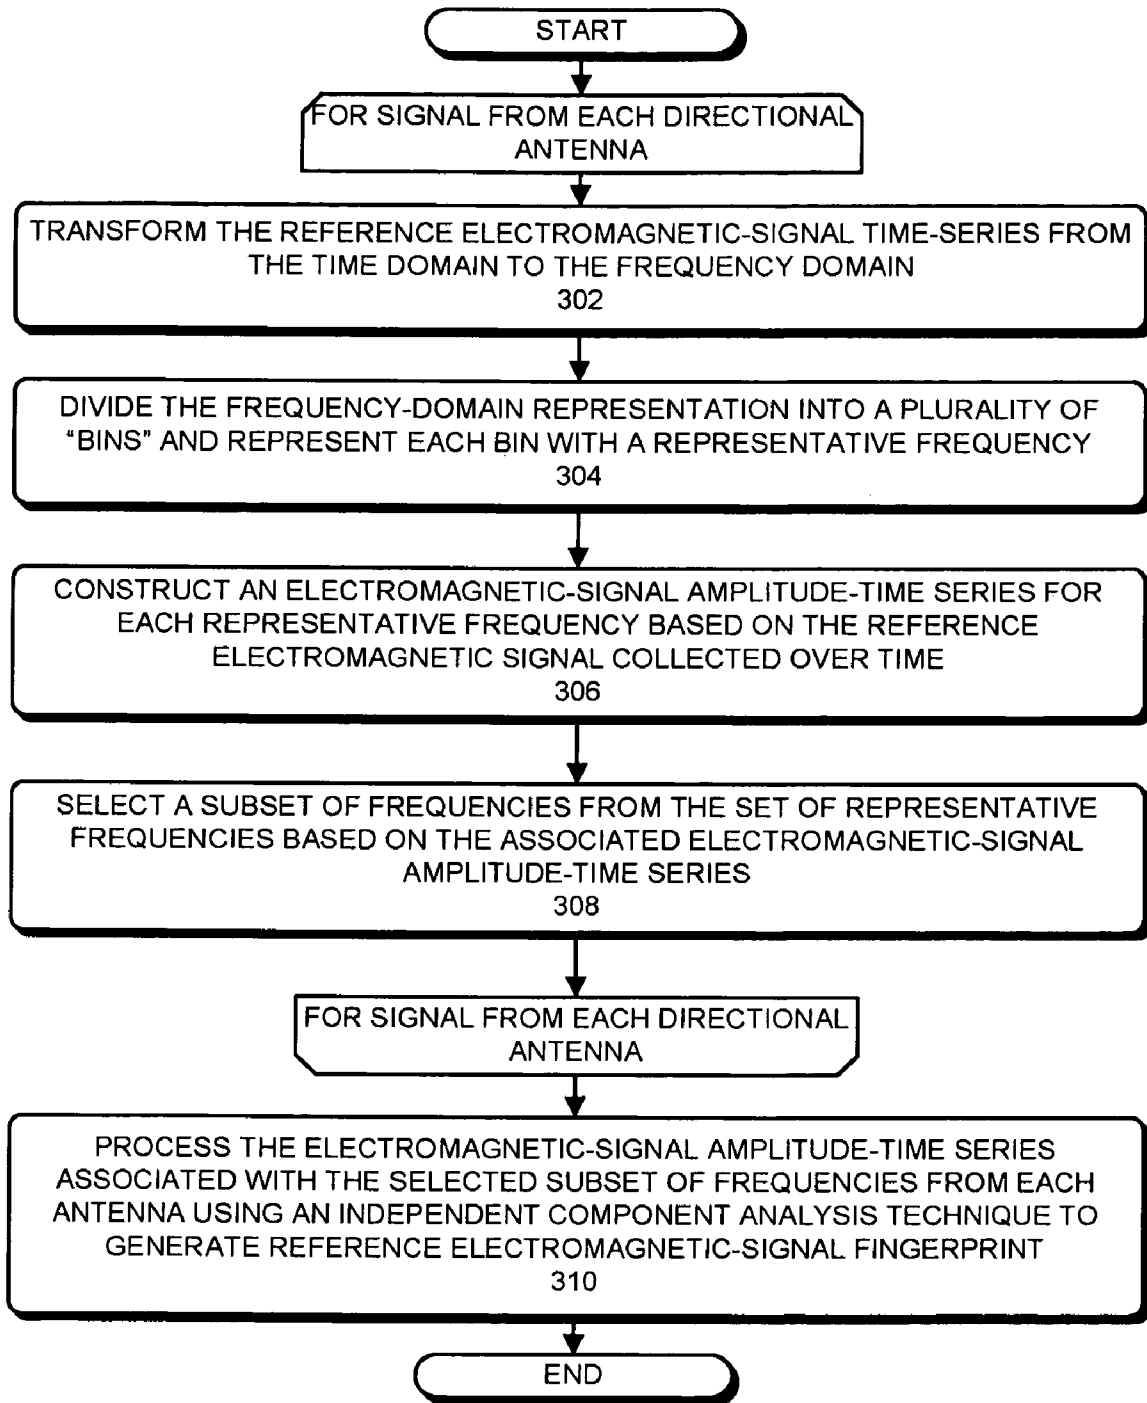 START
FOR SIGNAL FROM EACH DIRECTIONAL
ANTENNA
TRANSFORM THE REFERENCE ELECTROMAGNETIC-SIGNAL TIME-SERIES FROM
THE TIME DOMAIN TO THE FREQUENCY DOMAIN
302
DIVIDE THE FREQUENCY-DOMAIN REPRESENTATION INTO A PLURALITY OF
"BINS" AND REPRESENT EACH BIN WITH A REPRESENTATIVE FREQUENCY
304
CONSTRUCT AN ELECTROMAGNETIC-SIGNAL AMPLITUDE-TIME SERIES FOR
EACH REPRESENTATIVE FREQUENCY BASED ON THE REFERENCE
ELECTROMAGNETIC SIGNAL COLLECTED OVER TIME
306
SELECT A SUBSET OF FREQUENCIES FROM THE SET OF REPRESENTATIVE
FREQUENCIES BASED ON THE ASSOCIATED ELECTROMAGNETIC-SIGNAL
AMPLITUDE-TIME SERIES
308
FOR SIGNAL FROM EACH DIRECTIONAL
ANTENNA
PROCESS THE ELECTROMAGNETIC-SIGNAL AMPLITUDE-TIME SERIES
ASSOCIATED WITH THE SELECTED SUBSET OF FREQUENCIES FROM EACH
ANTENNA USING AN INDEPENDENT COMPONENT ANALYSIS TECHNIQUE TO
GENERATE REFERENCE ELECTROMAGNETIC-SIGNAL FINGERPRINT
310
END